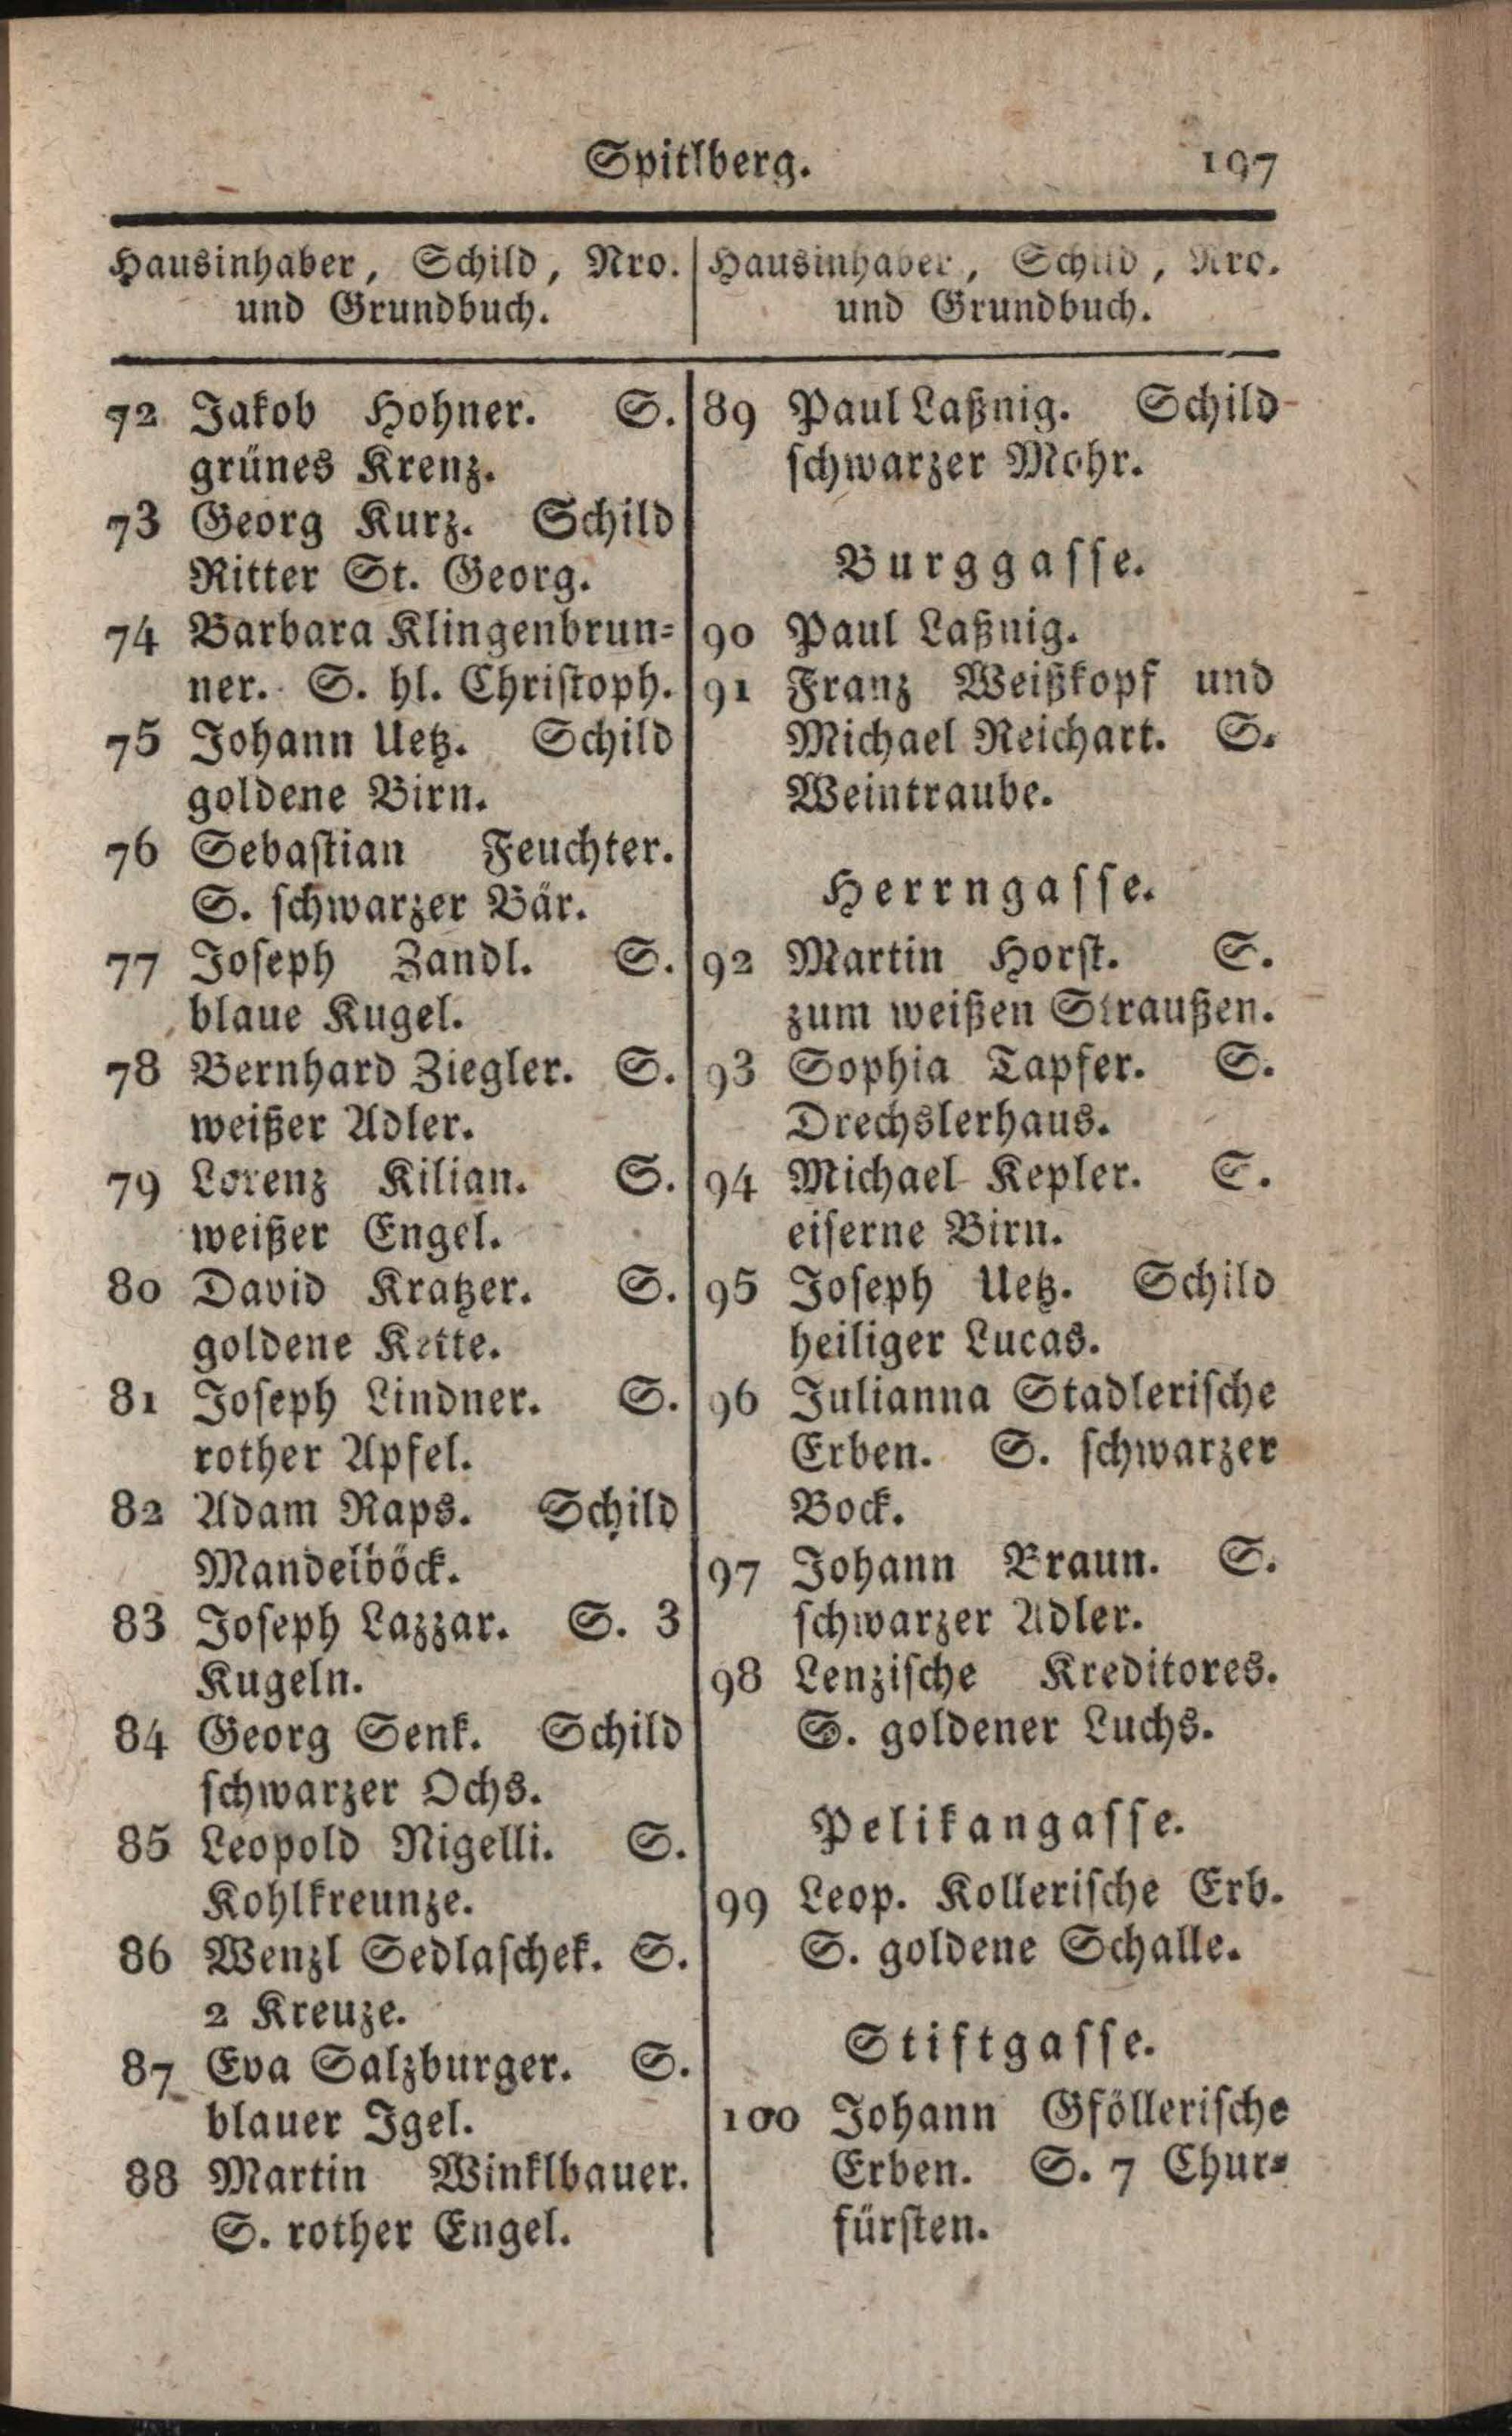 Spitlberg. 197
Hausinhaber, Schild, Nro.
und Grundbuch.
72 Jakob Hohner. S.
grünes Krenz.
73 Georg Kurz. Schild
Ritter St. Georg.
74 Barbara Klingenbrun-
ner. S. hl. Christoph.
75 Johann Uetz. Schild
goldene Birn.
76 Sebastian Feuchter.
S. schwarzer Bär.
77 Joseph Zandl. S.
blaue Kugel.
78 Bernhard Ziegler. S.
weißer Adler.
79 Lorenz Kilian. S.
weißer Engel.
80 David Kratzer. S.
goldene Kette.
81 Joseph Lindner. S.
rother Apfel.
82 Adam Raps. Schild
Mandelböck.
83 Joseph Lazzar. S. 3
Kugeln.
84 Georg Senk. Schild
schwarzer Ochs.
85 Leopold Nigelli. S.
Kohlkreunze.
86 Wenzl Sedlaschek. S.
2 Kreuze.
87 Eva Salzburger. S.
blauer Igel.
88 Martin Winklbauer.
S. rother Engel.
Hausinhaber, Schild, Nro.
und Grundbuch.
89 Paul Laßnig. Schild
schwarzer Mohr.
Burggasse.
90 Paul Laßnig.
91 Franz Weißkopf und
Michael Reichart. S.
Weintraube.
Herrngasse.
92 Martin Horst. S.
zum weißen Straußen.
93 Sophia Tapfer. S.
Drechslerhaus.
94 Michael Kepler. S.
eiserne Birn.
95 Joseph Uetz. Schild
heiliger Lucas.
96 Julianna Stadlerische
Erben. S. schwarzer
Bock.
97 Johann Braun. S.
schwarzer Adler.
98 Lenzische Kreditores.
S. goldener Luchs.
Pelikangasse.
99 Leop. Kollerische Erb.
S. goldene Schalle.
Stiftgasse.
100 Johann Gföllerische
Erben. S. 7 Chur-
fürsten.